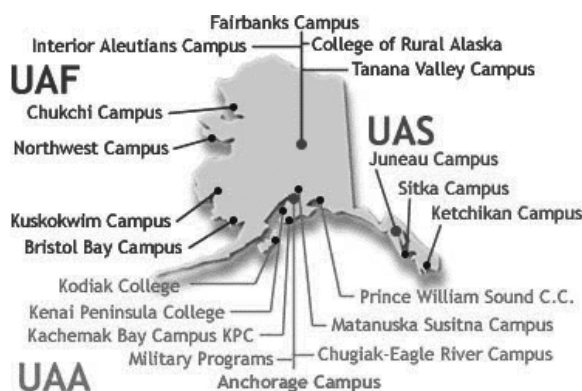 Fairbanks Campus
Interior Aleutians Campus
College of Rural Alaska
Tanana Valley Campus
UAF
Chukchi Campus
Northwest Campus
UAS
Juneau Campus
Sitka Campus
Ketchikan Campus
Kuskokwim Campus
Bristol Bay Campus
Kodiak College
Kenai Peninsula College
Kachemak Bay Campus KPC
Military Programs
Prince William Sound C.C.
Matanuska Susitna Campus
Chugiak-Eagle River Campus
UAA
Anchorage Campus